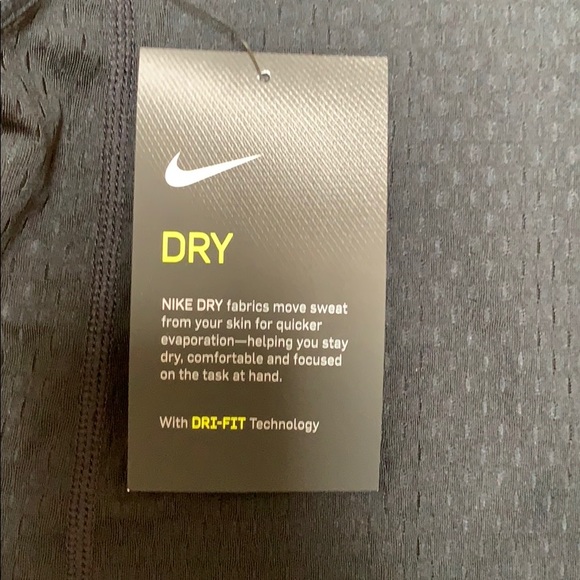 DRY
NIKE DRY fabrics move sweat
from your skin for quicker
evaporation—helping you stay
dry, comfortable and focused
on the task at hand.
With DRI-FIT Technology